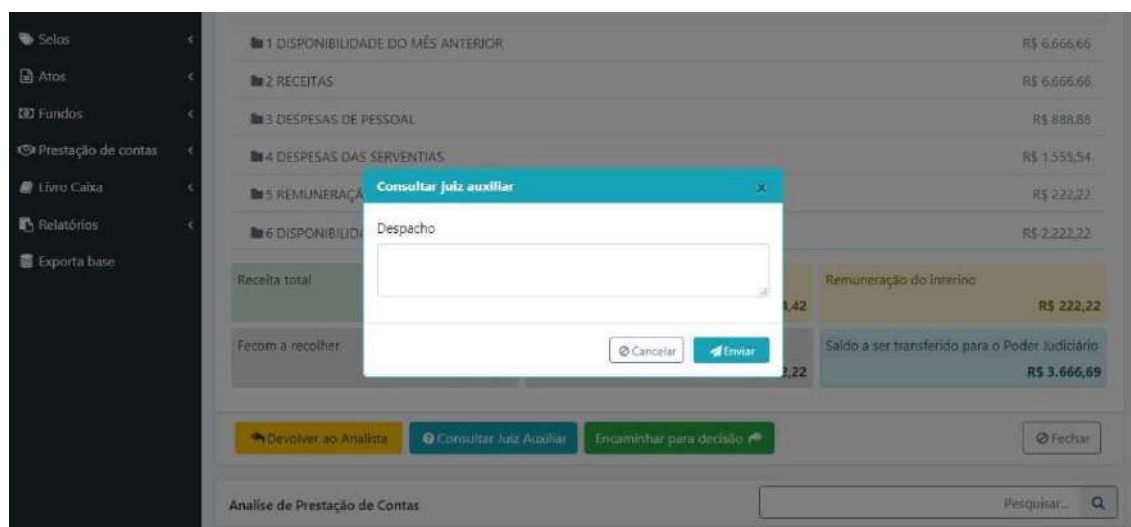 Selos
1 DISPONIBILIDADE DO MÊS ANTERIOR R$ 6.666,66
Atos
2 RECEITAS R$ 6.666,66
Fundos
3 DESPESAS DE PESSOAL R$ 888,88
Prestação de contas
4 DESPESAS DAS SERVENTIAS R$ 1.555,54
Livro Caixa
5 REMUNERAÇÃ R$ 222,22
Relatórios
6 DISPONIBILIDA R$ 2.222,22
Exporta base
Consultar juiz auxiliar x
Despacho
Cancelar Enviar
Receita total
4,42
Remuneração do interino
R$ 222,22
Fecom a recolher
2,22
Saldo a ser transferido para o Poder Judiciário
R$ 3.666,69
Devolver ao Analista Consultar Juiz Auxiliar Encaminhar para decisão Fechar
Analise de Prestação de Contas Pesquisar...